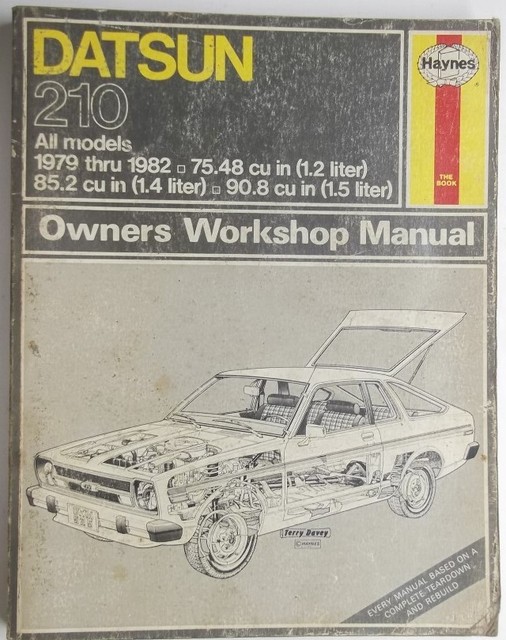 DATSUN
210
All models
1979 thru 1982 □ 75.48 cu in (1.2 liter)
85.2 cu in (1.4 liter) □ 90.8 cu in (1.5 liter)
Haynes
THE
BOOK
Owners Workshop Manual
Terry Davey
© HAYNES
EVERY MANUAL BASED ON A
COMPLETE TEARDOWN
AND REBUILD